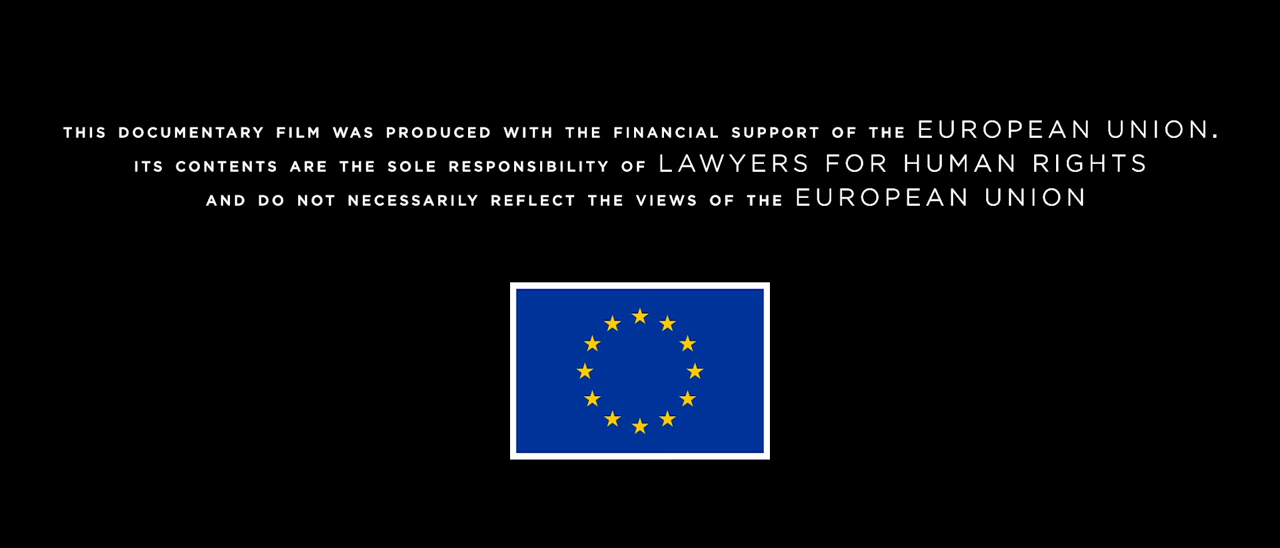 THIS DOCUMENTARY FILM WAS PRODUCED WITH THE FINANCIAL SUPPORT OF THE EUROPEAN UNION.
ITS CONTENTS ARE THE SOLE RESPONSIBILITY OF LAWYERS FOR HUMAN RIGHTS
AND DO NOT NECESSARILY REFLECT THE VIEWS OF THE EUROPEAN UNION